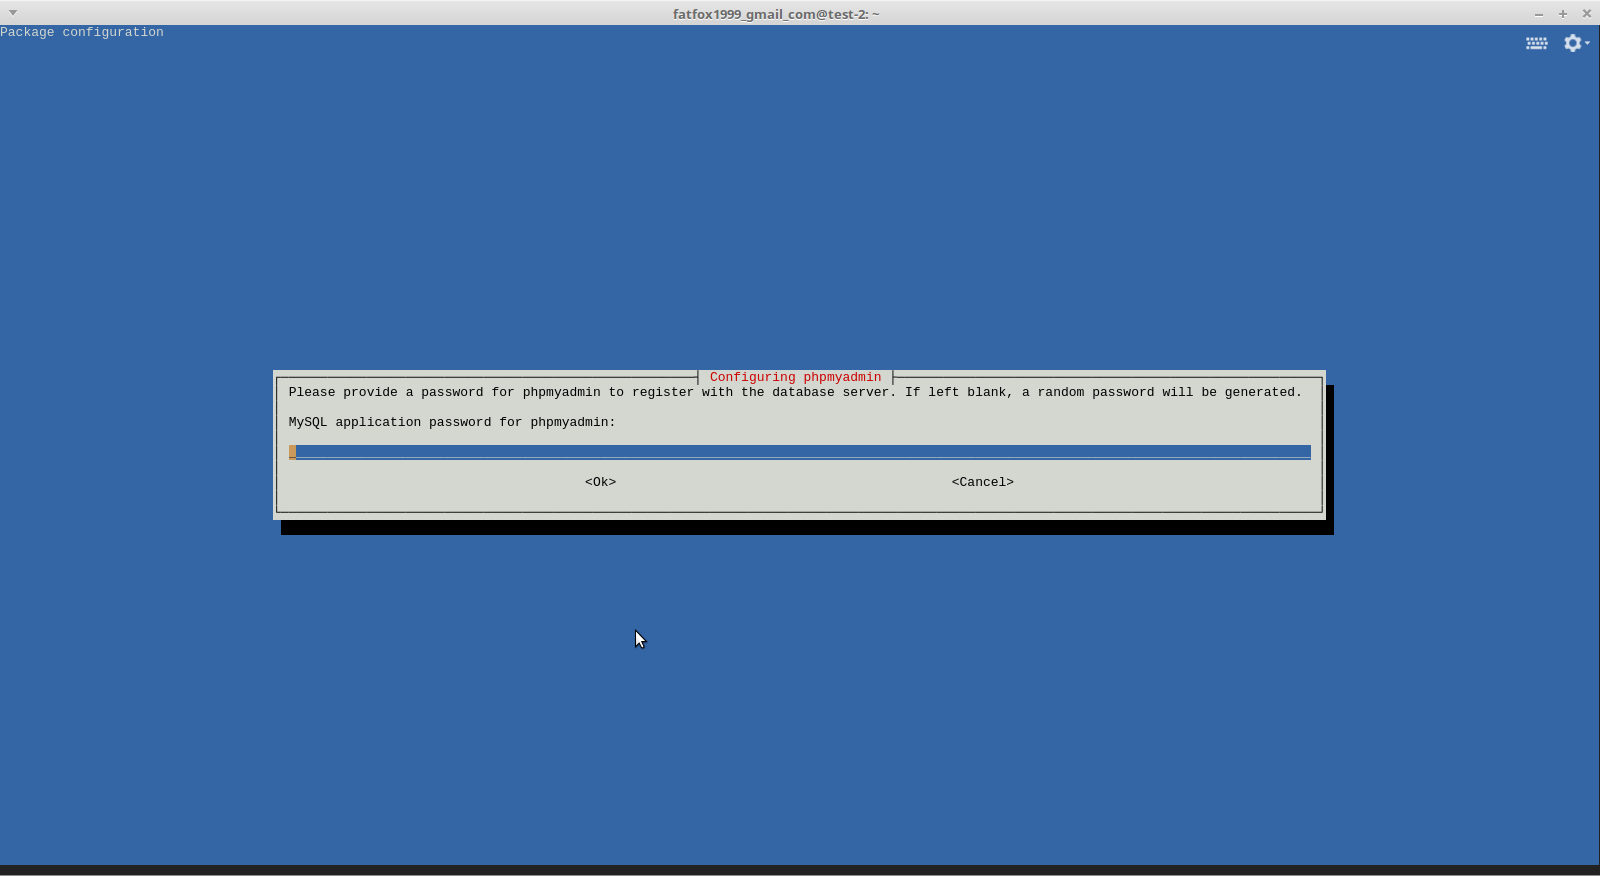 fatfox1999_gmail_com@test-2: ~
Package configuration
Configuring phpmyadmin
Please provide a password for phpmyadmin to register with the database server. If left blank, a random password will be generated.
MySQL application password for phpmyadmin:
<Ok> <Cancel>